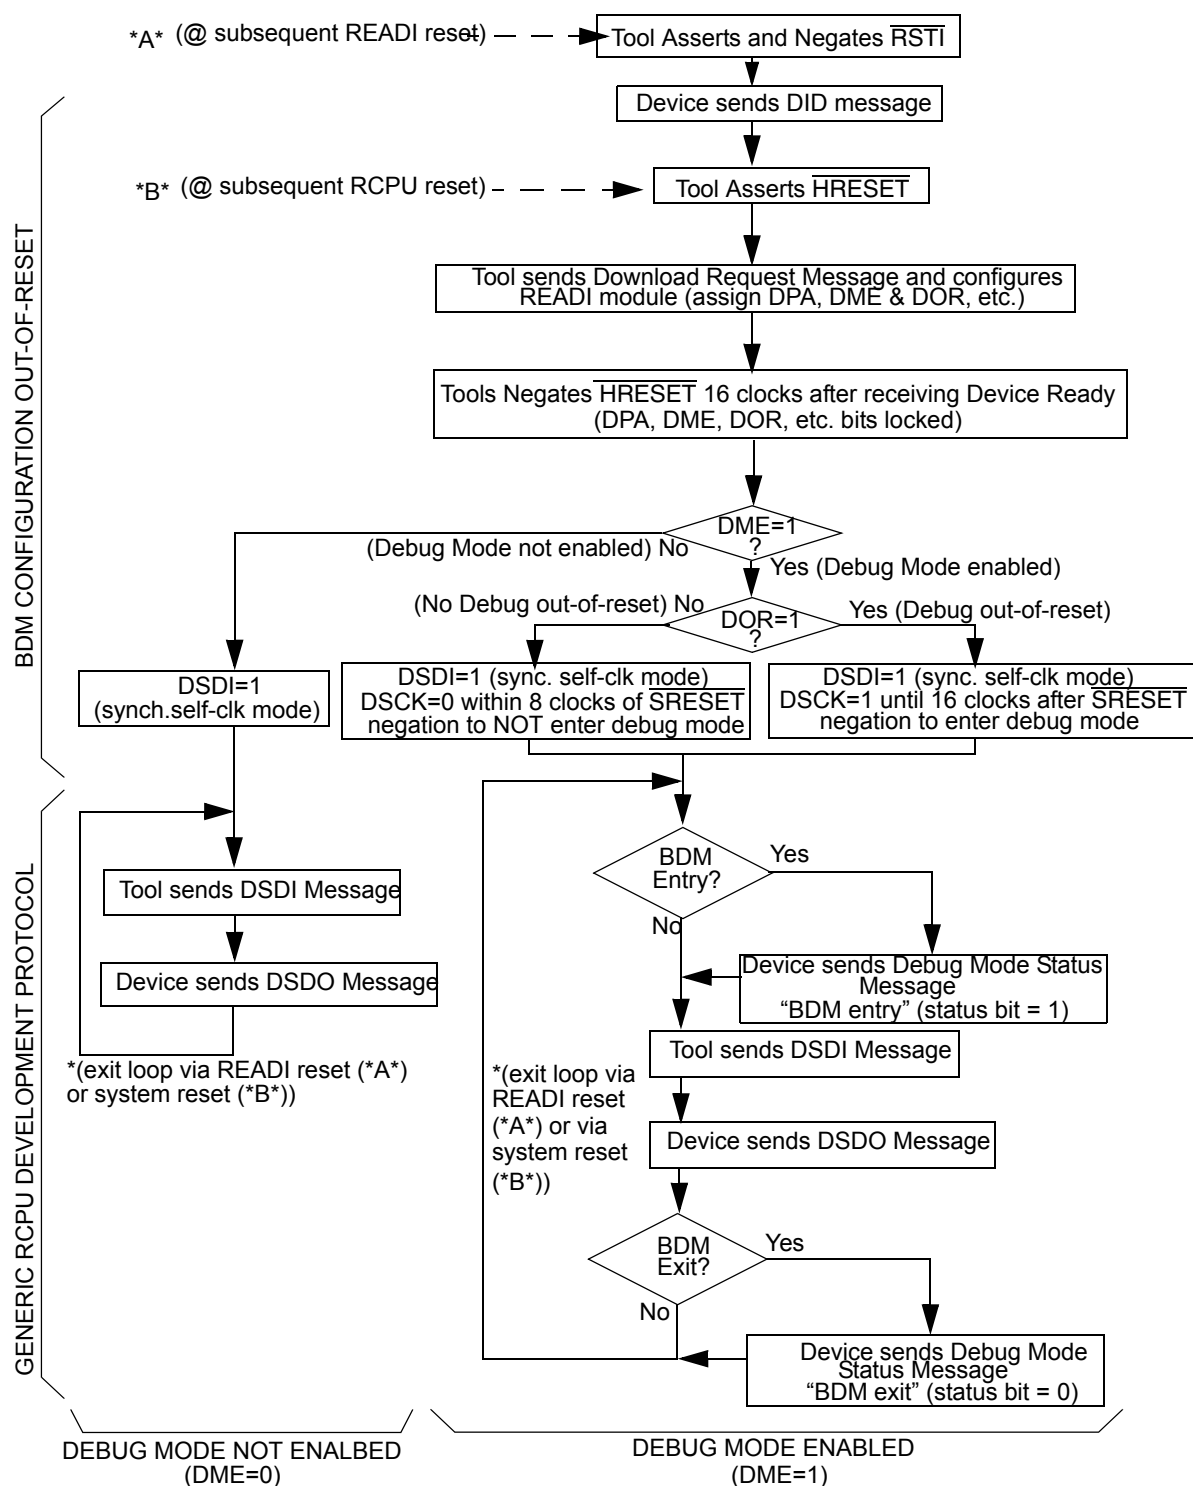 *A* (@ subsequent READI reset)
Tool Asserts and Negates RSTI
Device sends DID message
*B* (@ subsequent RCPU reset)
Tool Asserts HRESET
Tool sends Download Request Message and configures
READI module (assign DPA, DME & DOR, etc.)
Tools Negates HRESET 16 clocks after receiving Device Ready
(DPA, DME, DOR, etc. bits locked)
BDM CONFIGURATION OUT-OF-RESET
DME=1
?
(Debug Mode not enabled) No
Yes (Debug Mode enabled)
(No Debug out-of-reset) No
DOR=1
?
Yes (Debug out-of-reset)
DSDI=1
(synch.self-clk mode)
DSDI=1 (sync. self-clk mode)
DSCK=0 within 8 clocks of SRESET
negation to NOT enter debug mode
DSDI=1 (sync. self-clk mode)
DSCK=1 until 16 clocks after SRESET
negation to enter debug mode
GENERIC RCPU DEVELOPMENT PROTOCOL
Tool sends DSDI Message
Device sends DSDO Message
*(exit loop via READI reset (*A*)
or system reset (*B*))
BDM
Entry?
Yes
No
Device sends Debug Mode Status
Message
“BDM entry” (status bit = 1)
Tool sends DSDI Message
*(exit loop via
READI reset
(*A*) or via
system reset
(*B*))
Device sends DSDO Message
BDM
Exit?
Yes
No
Device sends Debug Mode
Status Message
“BDM exit” (status bit = 0)
DEBUG MODE NOT ENALBED
(DME=0)
DEBUG MODE ENABLED
(DME=1)